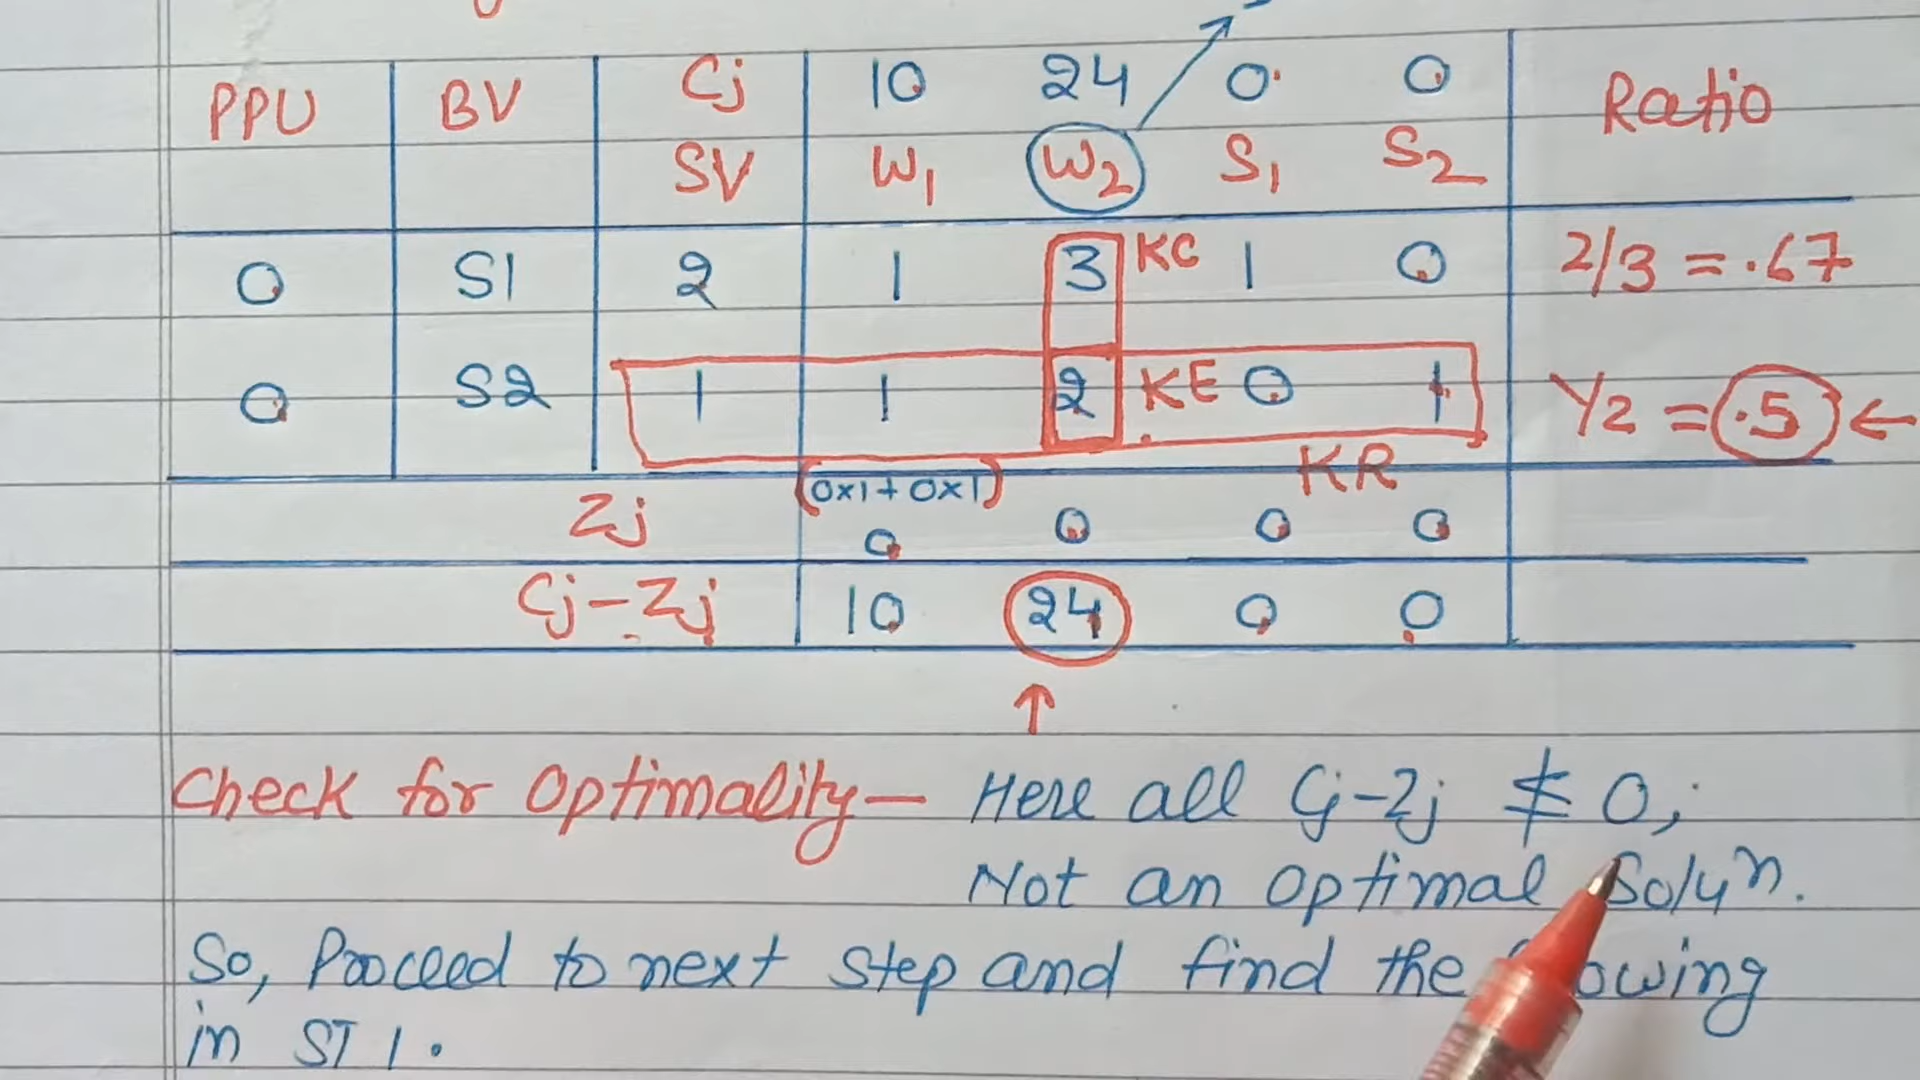 PPU BV Cj 10 24 0 0 Ratio
SV W1 W2 S1 S2
0 S1 2 1 3 KC 1 0 2/3 = .67
0 S2 1 1 2 KE 0 1 1/2 = .5 ←
(0x1+0x1) KR
Zj 0 0 0 0
Cj-Zj 10 24 0 0
↑
Check for Optimality— Here all Cj-Zj ≰ 0;
Not an optimal Soluⁿ.
So, Proceed to next step and find the
in ST 1.